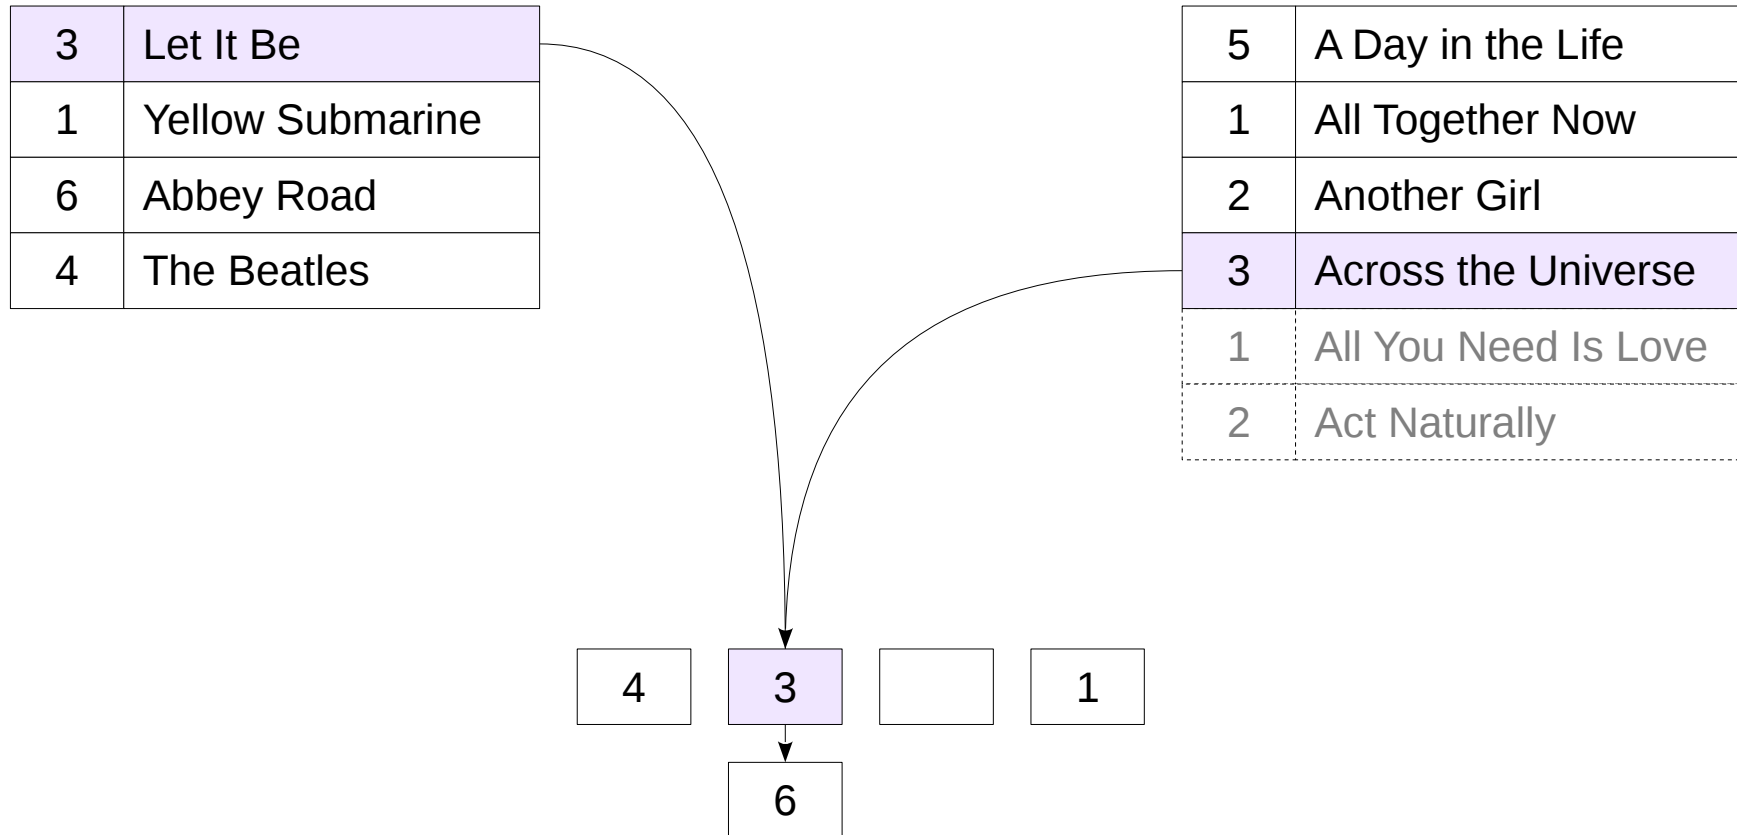 3 Let It Be
1 Yellow Submarine
6 Abbey Road
4 The Beatles
5 A Day in the Life
1 All Together Now
2 Another Girl
3 Across the Universe
1 All You Need Is Love
2 Act Naturally
4 3 1
6